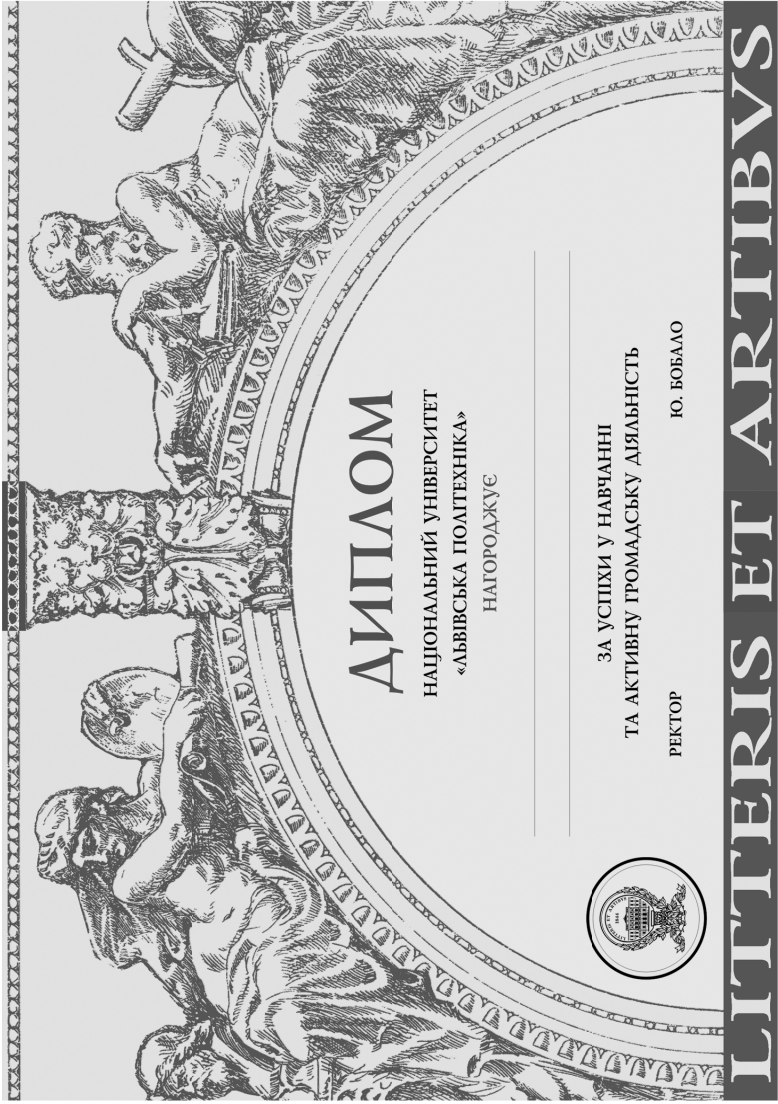 ДИПЛОМ
НАЦІОНАЛЬНИЙ УНІВЕРСИТЕТ
«ЛЬВІВСЬКА ПОЛІТЕХНІКА»
НАГОРОДЖУЄ
ЗА УСПІХИ У НАВЧАННІ
ТА АКТИВНУ ГРОМАДСЬКУ ДІЯЛЬНІСТЬ
РЕКТОР Ю. БОБАЛО
LITTERIS ET ARTIBVS